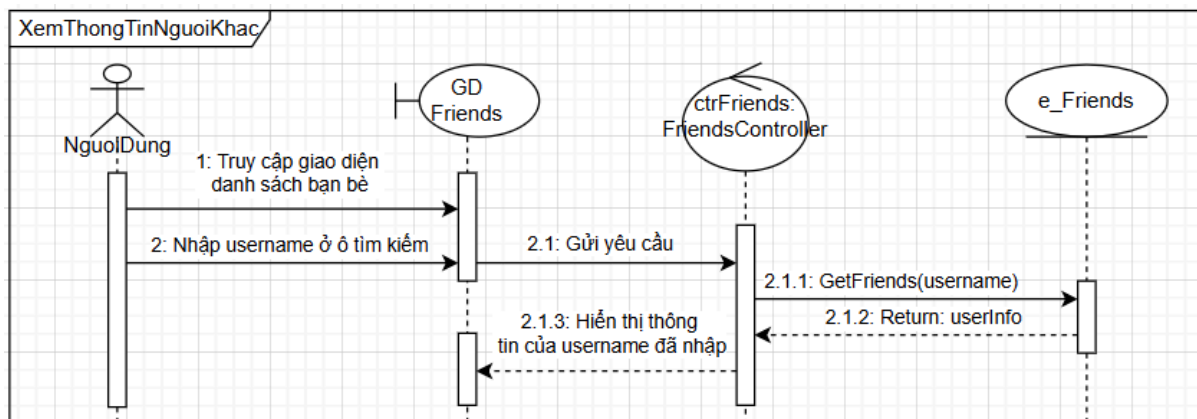 XemThongTinNguoiKhac
NguoIDung
GD
Friends
ctrFriends:
FriendsController
e_Friends
1: Truy cập giao diện
danh sách bạn bè
2: Nhập username ở ô tìm kiếm
2.1: Gửi yêu cầu
2.1.1: GetFriends(username)
2.1.2: Return: userInfo
2.1.3: Hiển thị thông
tin của username đã nhập